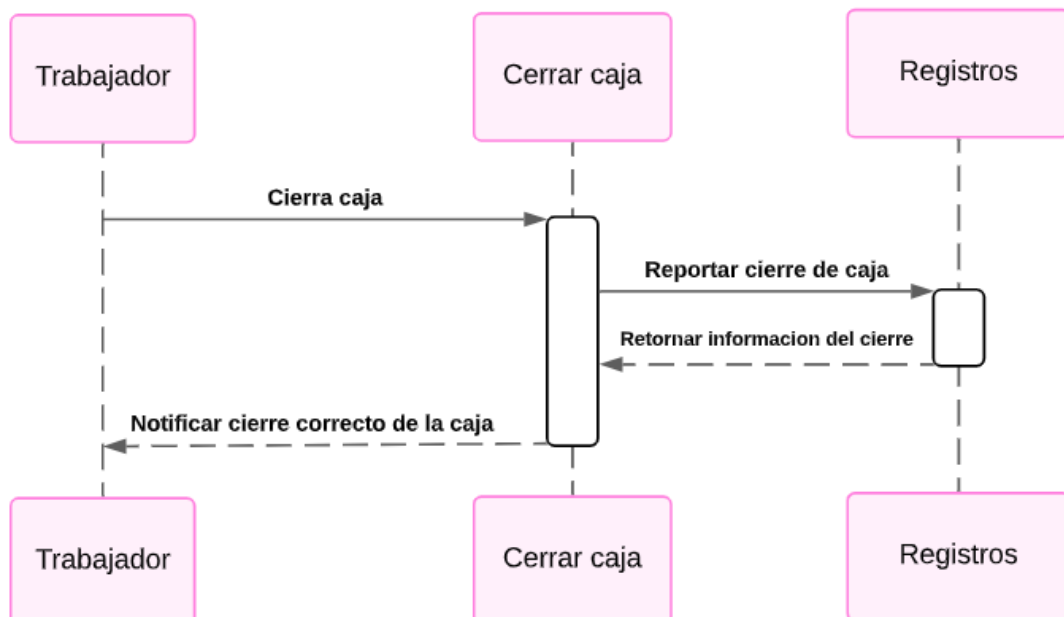 Trabajador
Cerrar caja
Registros
Cierra caja
Reportar cierre de caja
Retornar informacion del cierre
Notificar cierre correcto de la caja
Trabajador
Cerrar caja
Registros